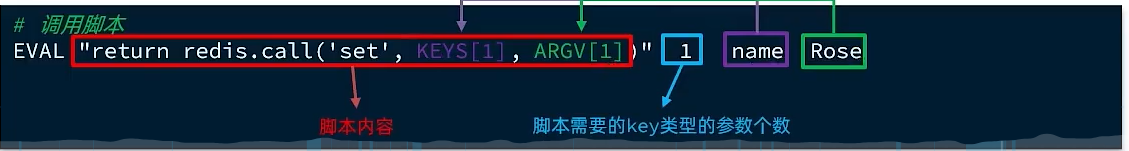 # 调用脚本
EVAL "return redis.call('set', KEYS[1], ARGV[1])" 1 name Rose
脚本内容 脚本需要的key类型的参数个数